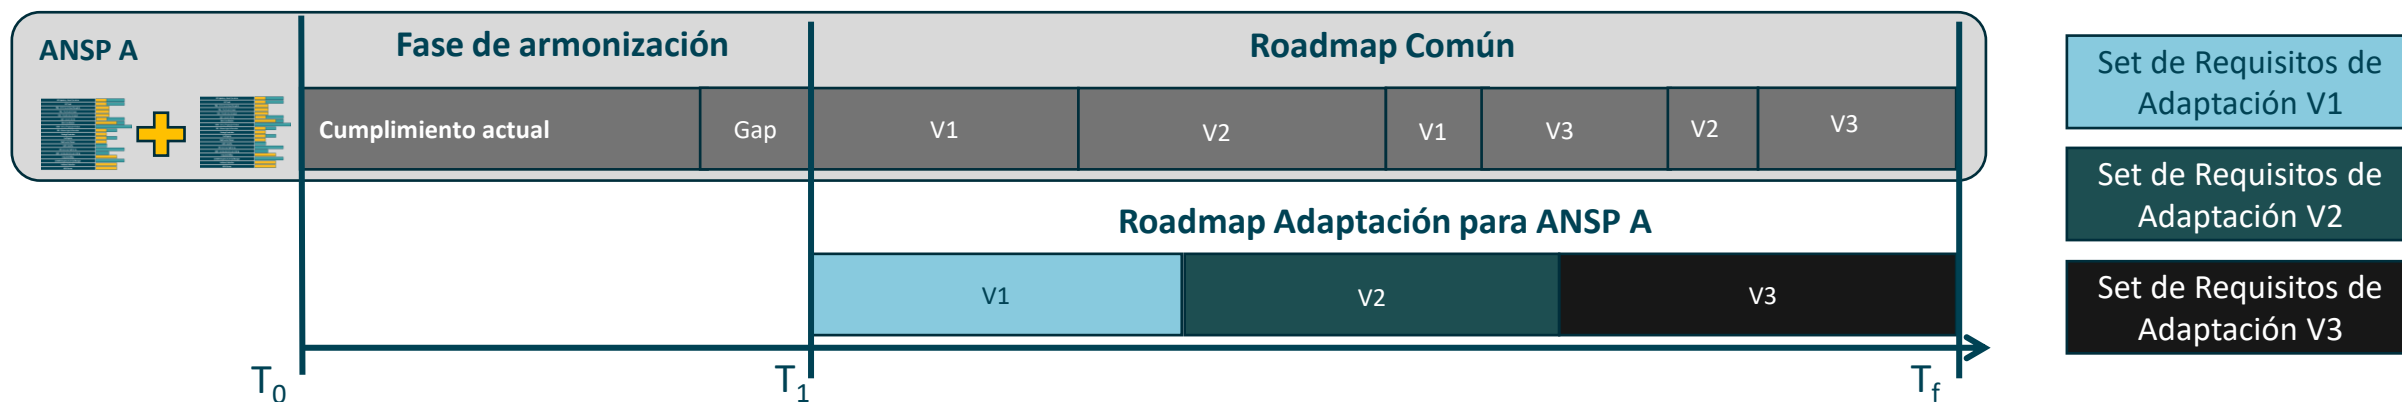 ANSP A
Fase de armonización
Roadmap Común
Cumplimiento actual
Gap
V1
V2
V1
V3
V2
V3
Roadmap Adaptación para ANSP A
V1
V2
V3
T0
T1
Tf
Set de Requisitos de
Adaptación V1
Set de Requisitos de
Adaptación V2
Set de Requisitos de
Adaptación V3